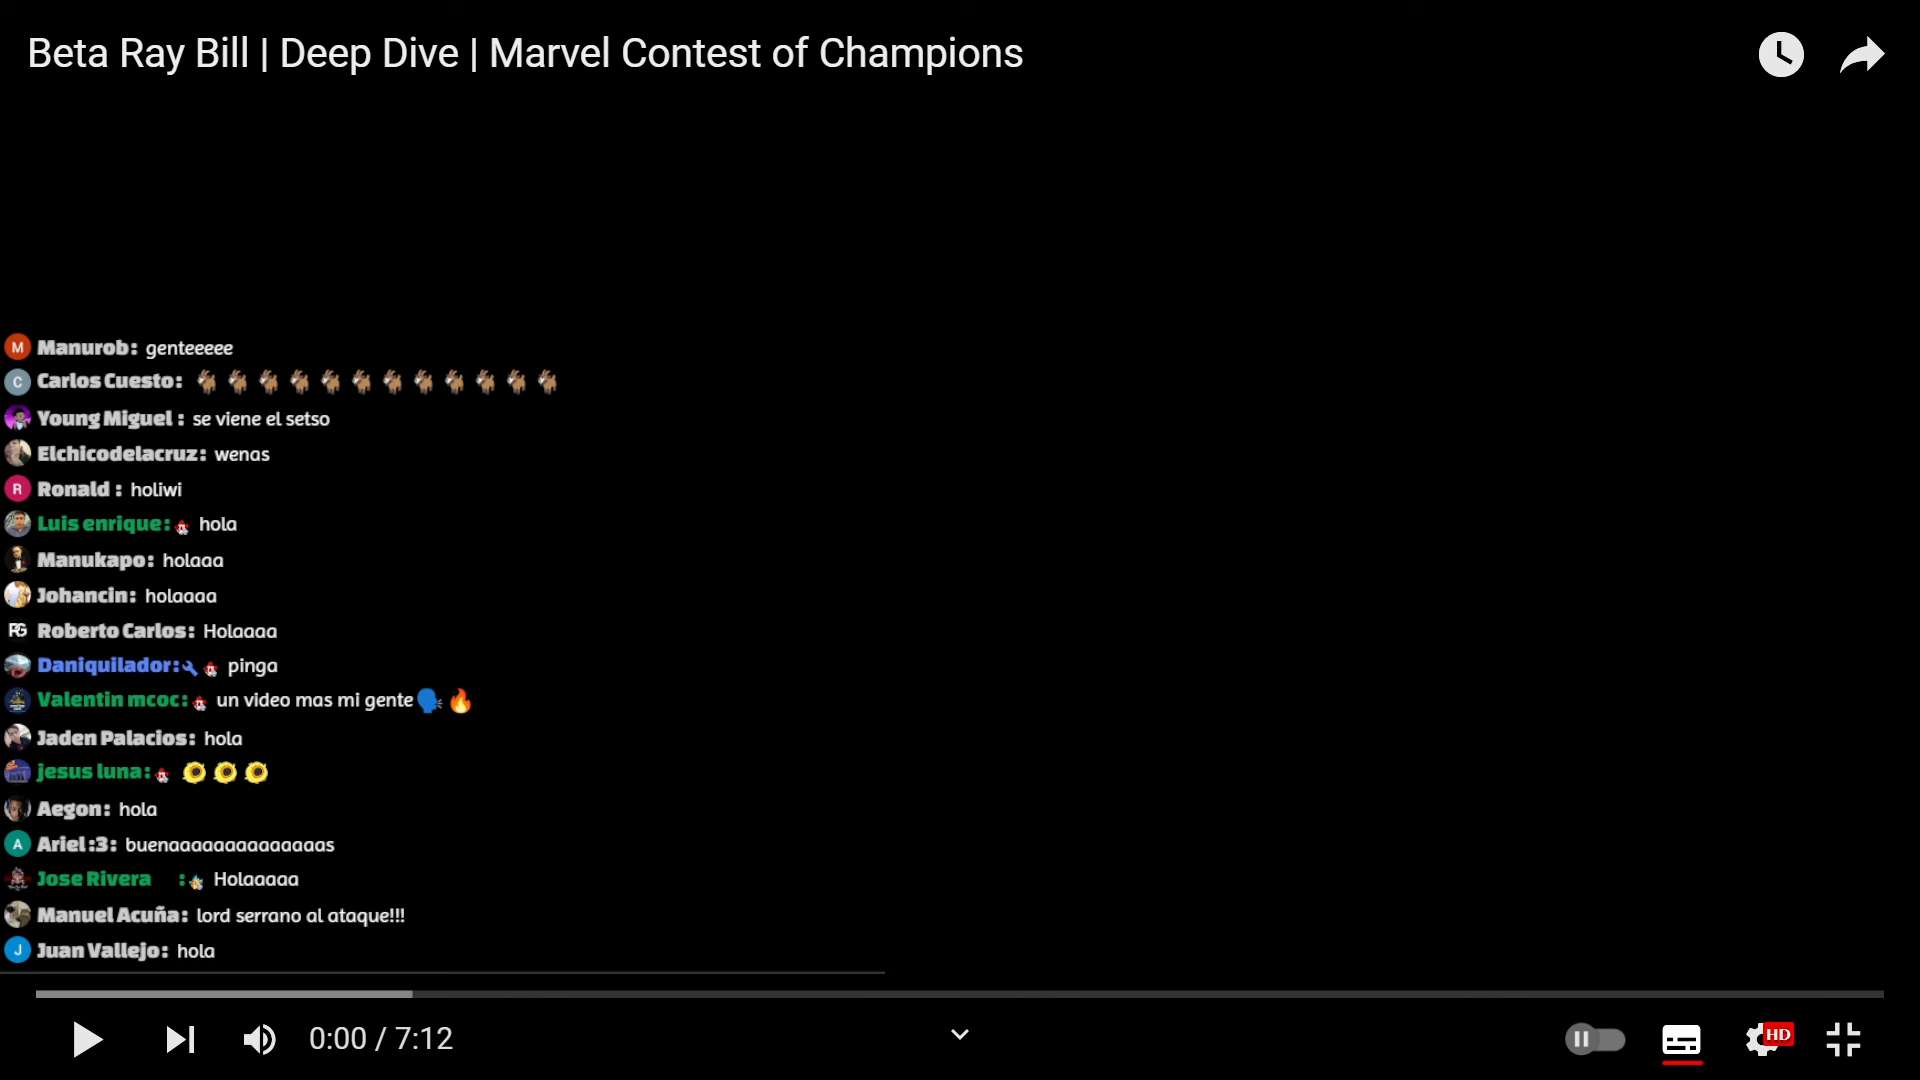 Beta Ray Bill | Deep Dive | Marvel Contest of Champions
M Manurob: genteeeee
C Carlos Cuesto: 🐐🐐🐐🐐🐐🐐🐐🐐🐐🐐🐐🐐
Young Miguel : se viene el setso
Elchicodelacruz: wenas
R Ronald : holiwi
Luis enrique: hola
Manukapo: holaaa
Johancin: holaaaa
RG Roberto Carlos: Holaaaa
Daniquilador: pinga
Valentin mcoc: un video mas mi gente🗣️🔥
Jaden Palacios: hola
jesus luna: 🌻🌻🌻
Aegon: hola
A Ariel :3: buenaaaaaaaaaaaaaas
Jose Rivera : Holaaaaa
Manuel Acuña: lord serrano al ataque!!!
J Juan Vallejo: hola
0:00 / 7:12
HD